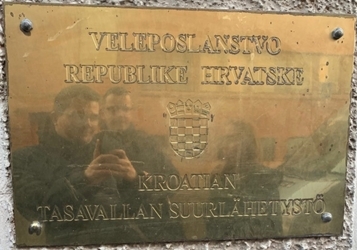 VELEPOSLANSTVO
REPUBLIKE HRVATSKE
KROATIAN
TASAVALLAN SUURLÄHETYSTÖ